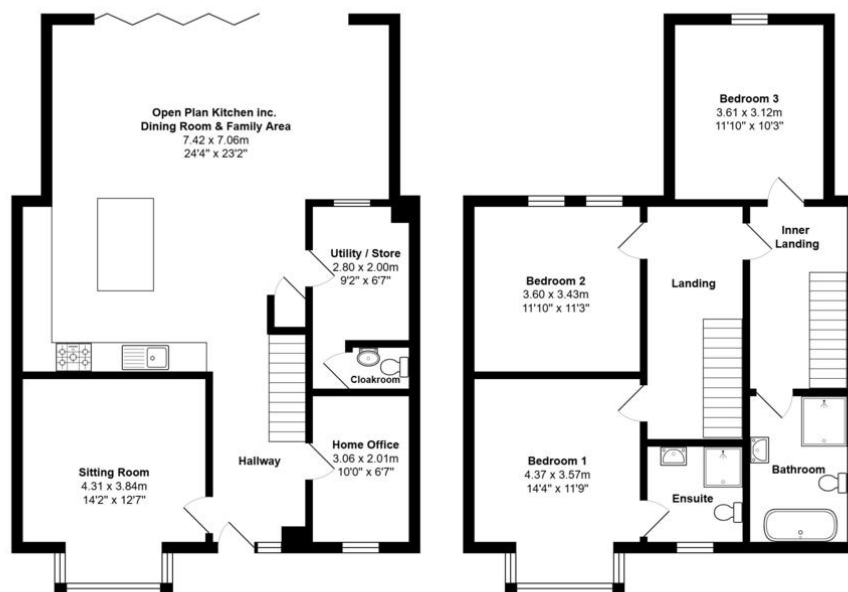 Open Plan Kitchen inc.
Dining Room & Family Area
7.42 x 7.06m
24'4" x 23'2"
Utility / Store
2.80 x 2.00m
9'2" x 6'7"
Cloakroom
Sitting Room
4.31 x 3.84m
14'2" x 12'7"
Hallway
Home Office
3.06 x 2.01m
10'0" x 6'7"
Bedroom 3
3.61 x 3.12m
11'10" x 10'3"
Inner
Landing
Bedroom 2
3.60 x 3.43m
11'10" x 11'3"
Landing
Bedroom 1
4.37 x 3.57m
14'4" x 11'9"
Ensuite
Bathroom